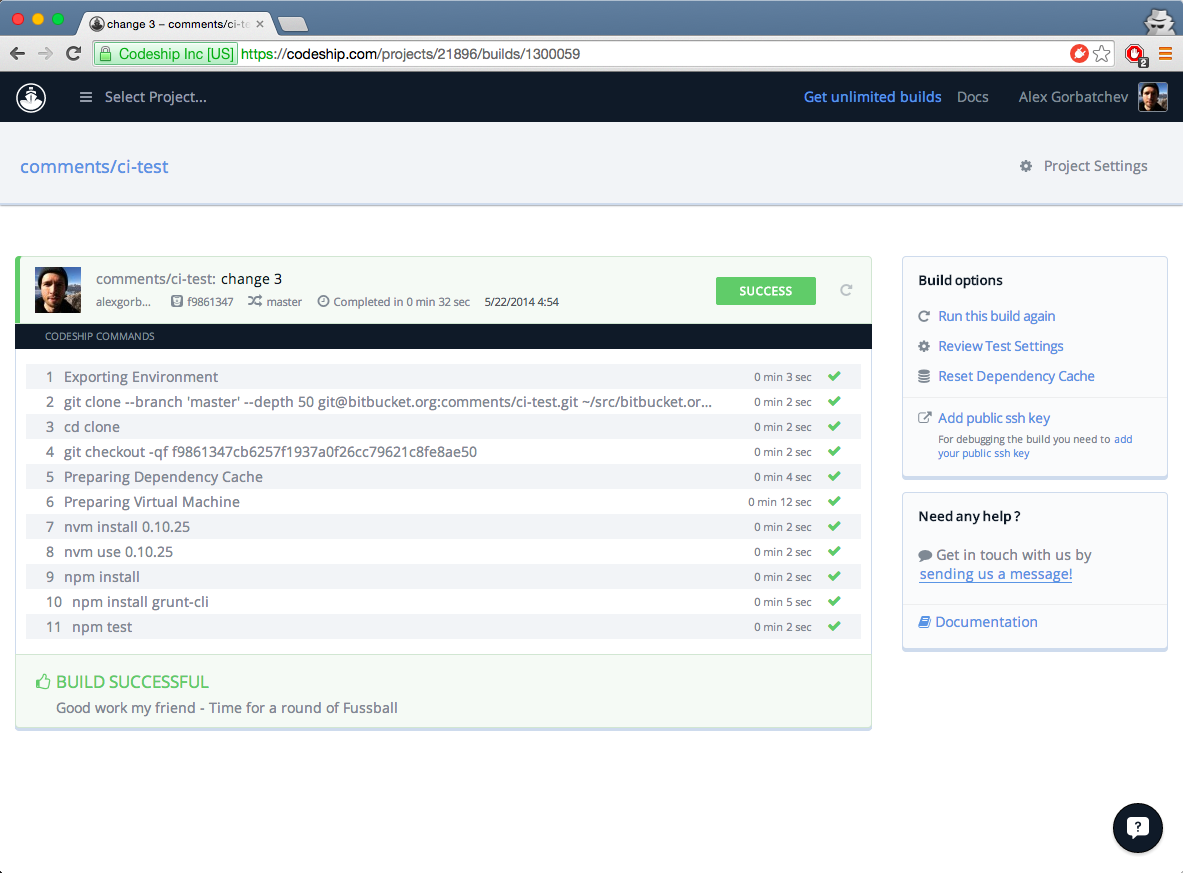 change 3 – comments/ci-te
Codeship Inc [US] https://codeship.com/projects/21896/builds/1300059
2
Select Project...
Get unlimited builds
Docs
Alex Gorbatchev
comments/ci-test
Project Settings
comments/ci-test: change 3
alexgorb... f9861347 master Completed in 0 min 32 sec 5/22/2014 4:54
SUCCESS
CODESHIP COMMANDS
1 Exporting Environment 0 min 3 sec
2 git clone --branch 'master' --depth 50 git@bitbucket.org:comments/ci-test.git ~/src/bitbucket.or... 0 min 2 sec
3 cd clone 0 min 2 sec
4 git checkout -qf f9861347cb6257f1937a0f26cc79621c8fe8ae50 0 min 2 sec
5 Preparing Dependency Cache 0 min 4 sec
6 Preparing Virtual Machine 0 min 12 sec
7 nvm install 0.10.25 0 min 2 sec
8 nvm use 0.10.25 0 min 2 sec
9 npm install 0 min 2 sec
10 npm install grunt-cli 0 min 5 sec
11 npm test 0 min 2 sec
BUILD SUCCESSFUL
Good work my friend - Time for a round of Fussball
Build options
Run this build again
Review Test Settings
Reset Dependency Cache
Add public ssh key
For debugging the build you need to add
your public ssh key
Need any help ?
Get in touch with us by
sending us a message!
Documentation
?